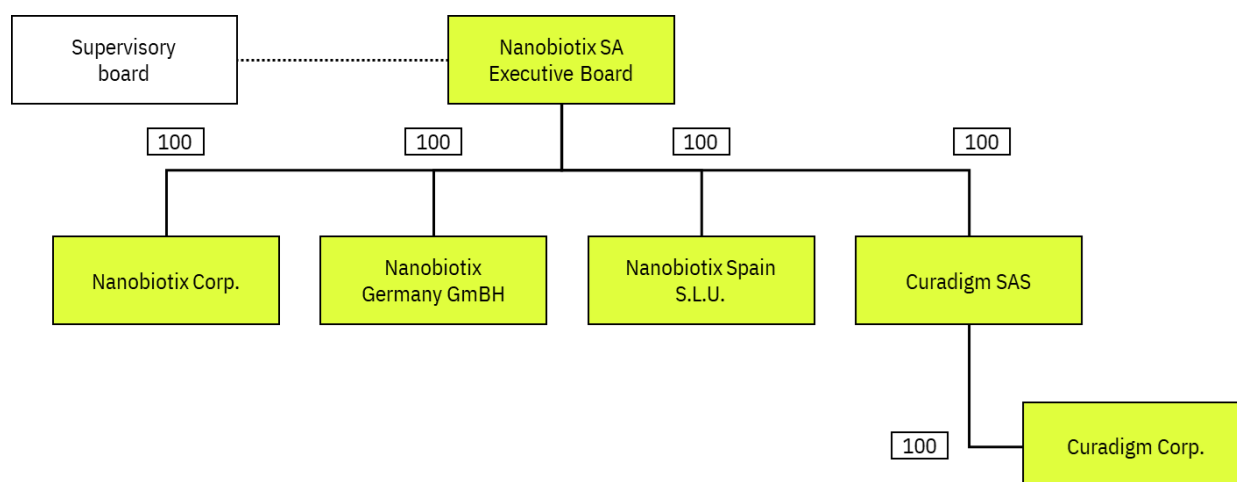 Supervisory
board
Nanobiotix SA
Executive Board
100
100
100
100
Nanobiotix Corp.
Nanobiotix
Germany GmBH
Nanobiotix Spain
S.L.U.
Curadigm SAS
100
Curadigm Corp.